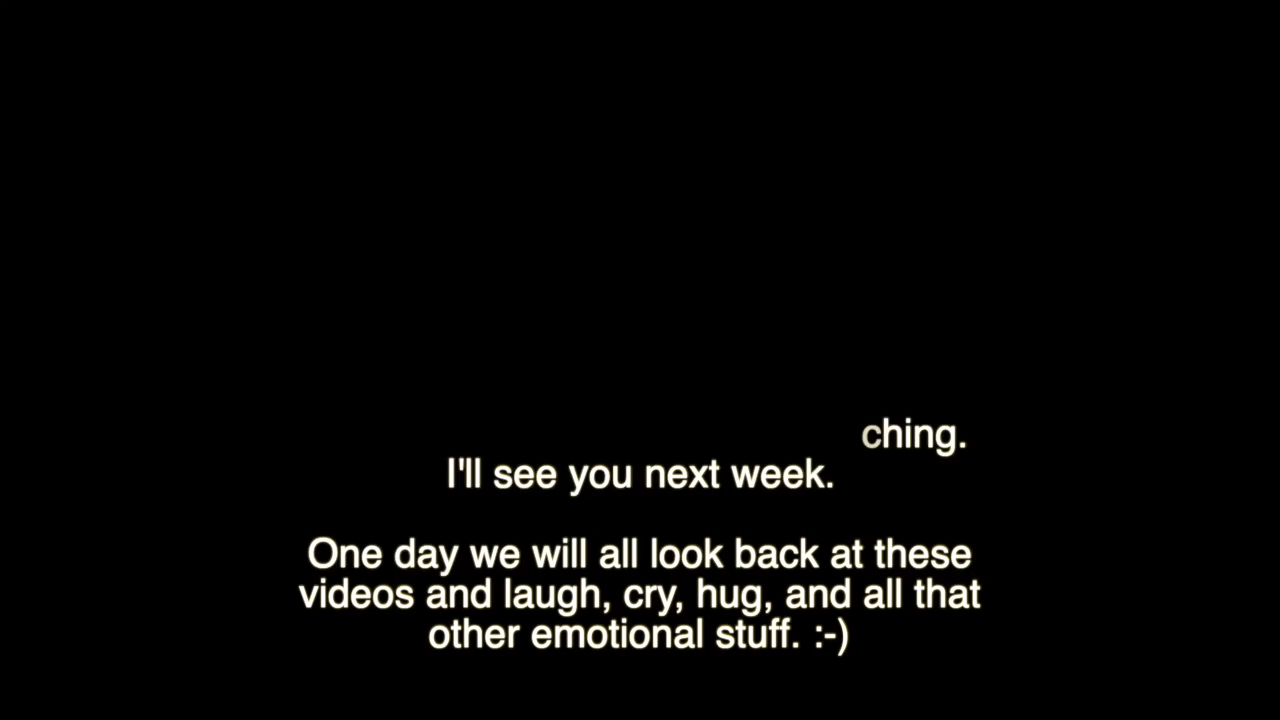 ching.
I'll see you next week.
One day we will all look back at these
videos and laugh, cry, hug, and all that
other emotional stuff. :-)